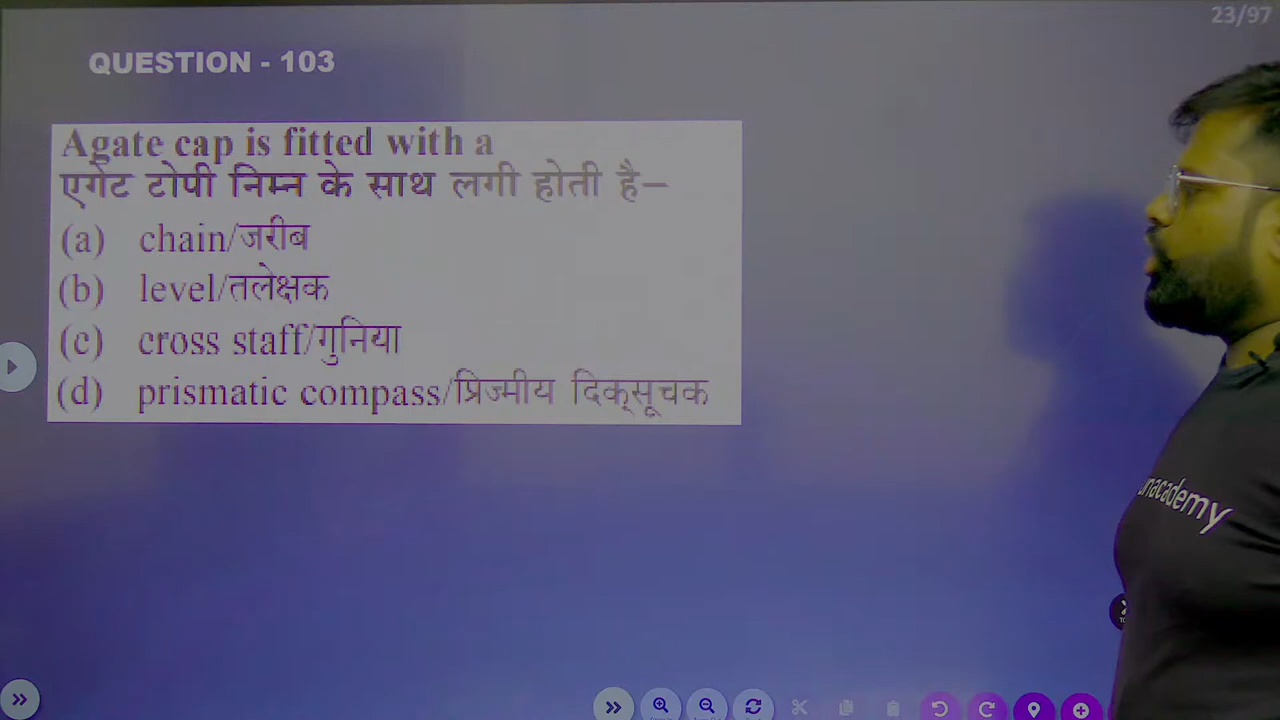 23/97
QUESTION - 103
Agate cap is fitted with a
एगेट टोपी निम्न के साथ लगी होती है–
(a) chain/जरीब
(b) level/तलेक्षक
(c) cross staff/गुनिया
(d) prismatic compass/प्रिज्मीय दिक्सूचक
unacademy